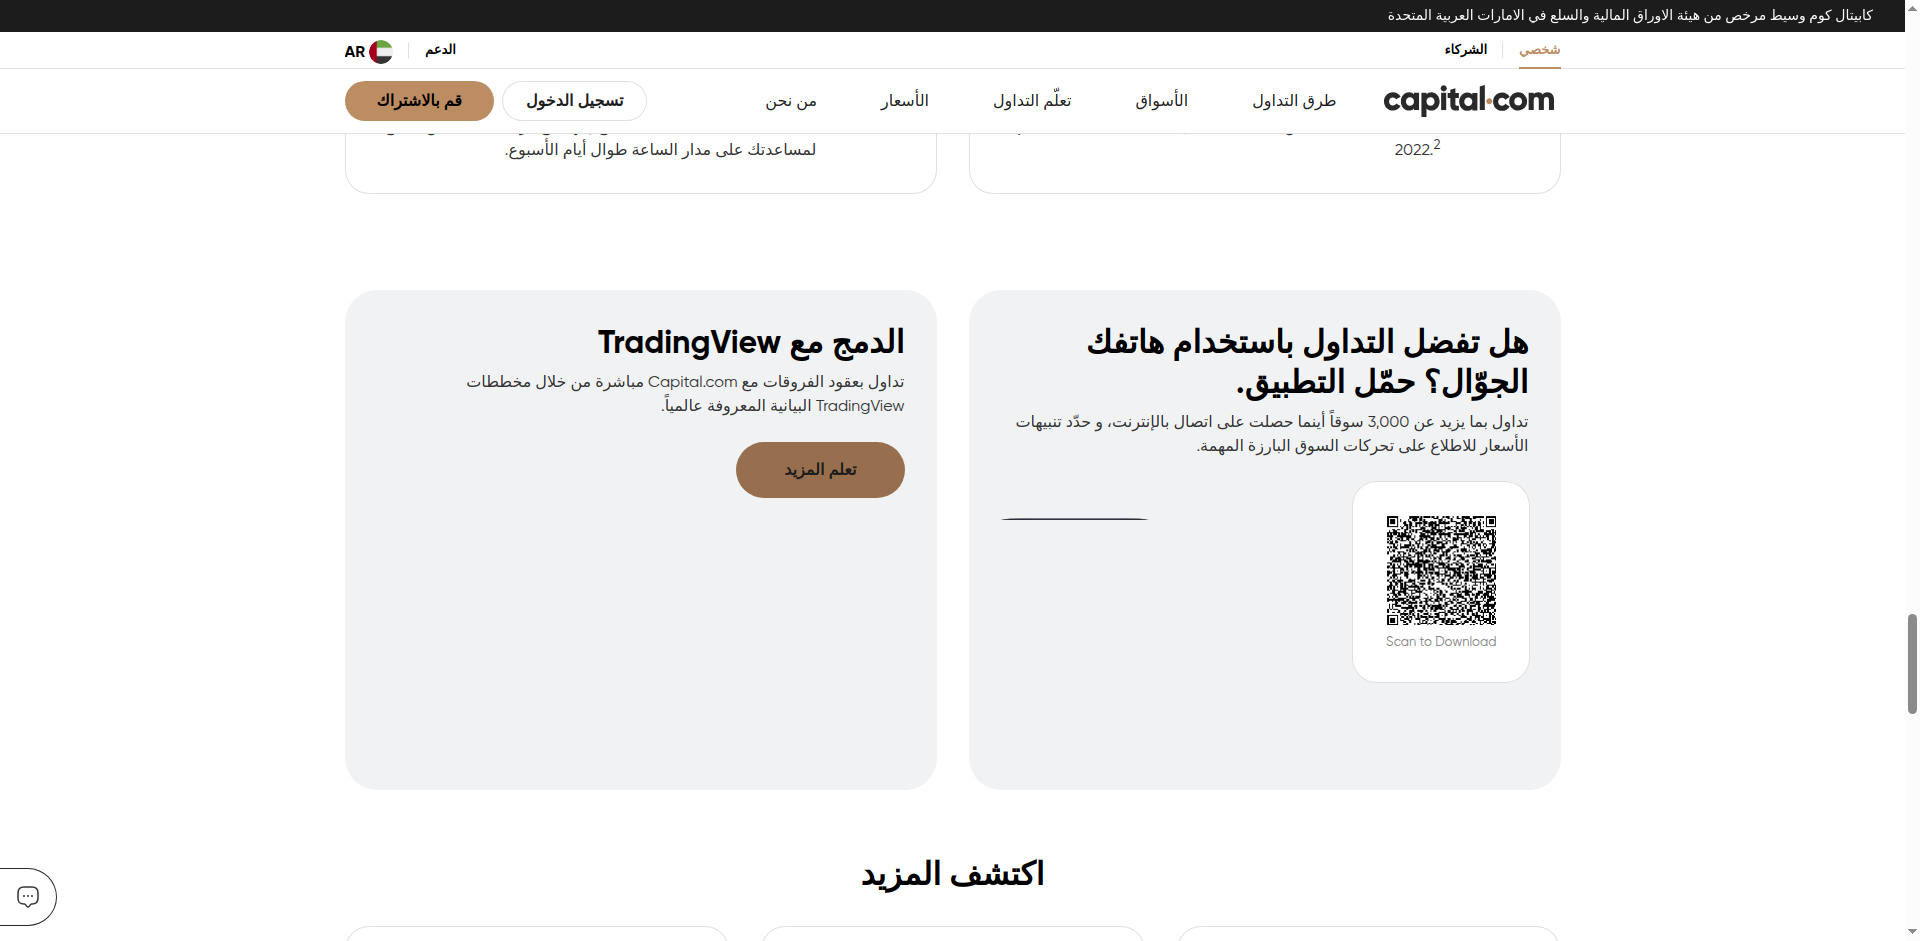 كابيتال كوم وسيط مرخص من هيئة الاوراق المالية والسلع في الامارات العربية المتحدة
شخصي
الشركاء
الدعم
AR
capital.com
طرق التداول
الأسواق
تعلّم التداول
الأسعار
من نحن
تسجيل الدخول
قم بالاشتراك
2022.2
لمساعدتك على مدار الساعة طوال أيام الأسبوع.
هل تفضل التداول باستخدام هاتفك
الجوّال؟ حمّل التطبيق.
تداول بما يزيد عن 3,000 سوقاً أينما حصلت على اتصال بالإنترنت، و حدّد تنبيهات
الأسعار للاطلاع على تحركات السوق البارزة المهمة.
Scan to Download
الدمج مع TradingView
تداول بعقود الفروقات مع Capital.com مباشرة من خلال مخططات
TradingView البيانية المعروفة عالمياً.
تعلم المزيد
اكتشف المزيد